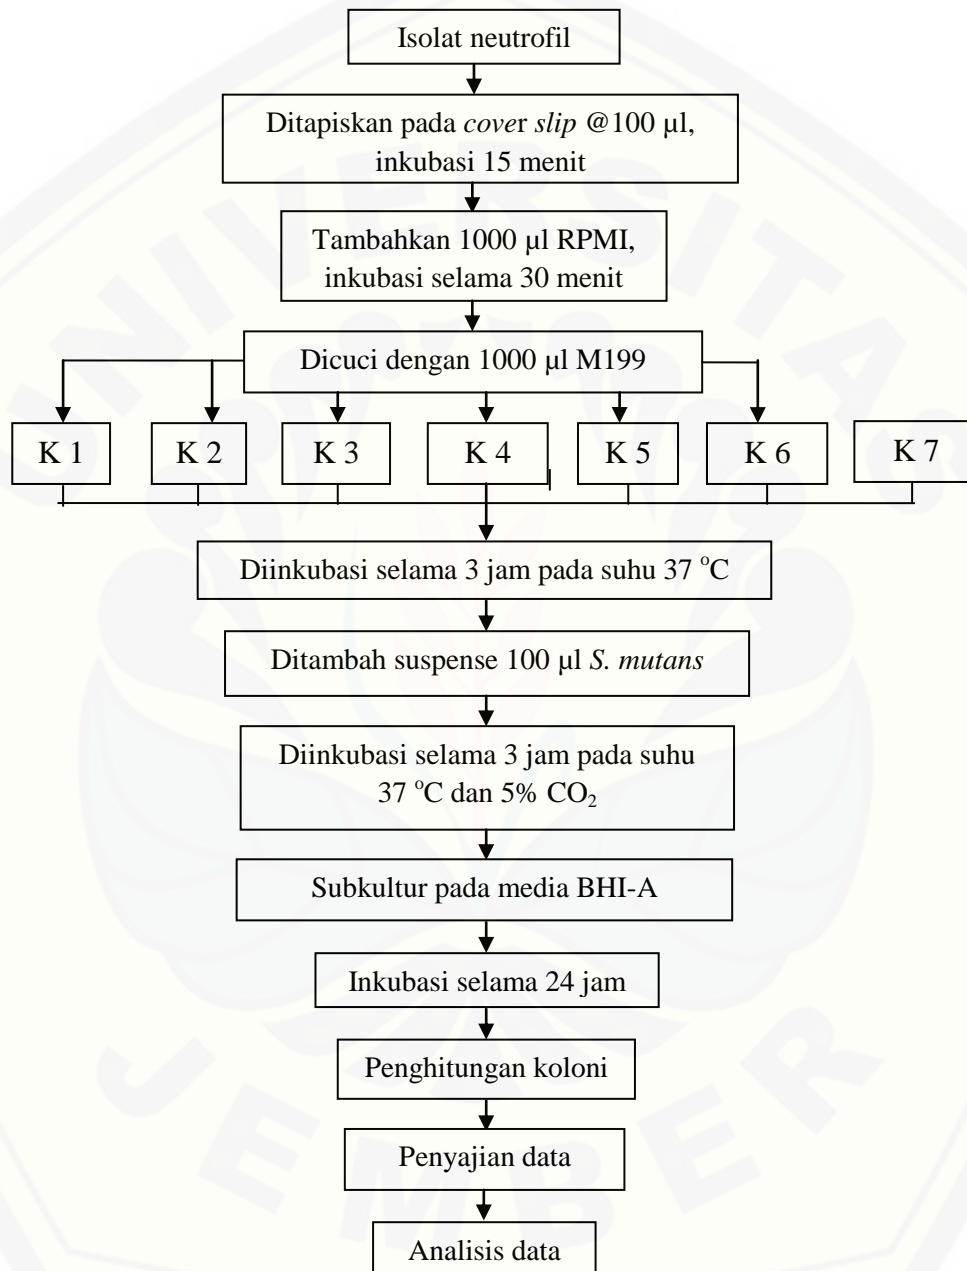 Isolat neutrofil
Ditapiskan pada cover slip @100 µl,
inkubasi 15 menit
Tambahkan 1000 µl RPMI,
inkubasi selama 30 menit
Dicuci dengan 1000 µl M199
K 1 K 2 K 3 K 4 K 5 K 6 K 7
Diinkubasi selama 3 jam pada suhu 37 °C
Ditambah suspense 100 µl S. mutans
Diinkubasi selama 3 jam pada suhu
37 °C dan 5% CO₂
Subkultur pada media BHI-A
Inkubasi selama 24 jam
Penghitungan koloni
Penyajian data
Analisis data
UNIVERSITAS
JEMBER